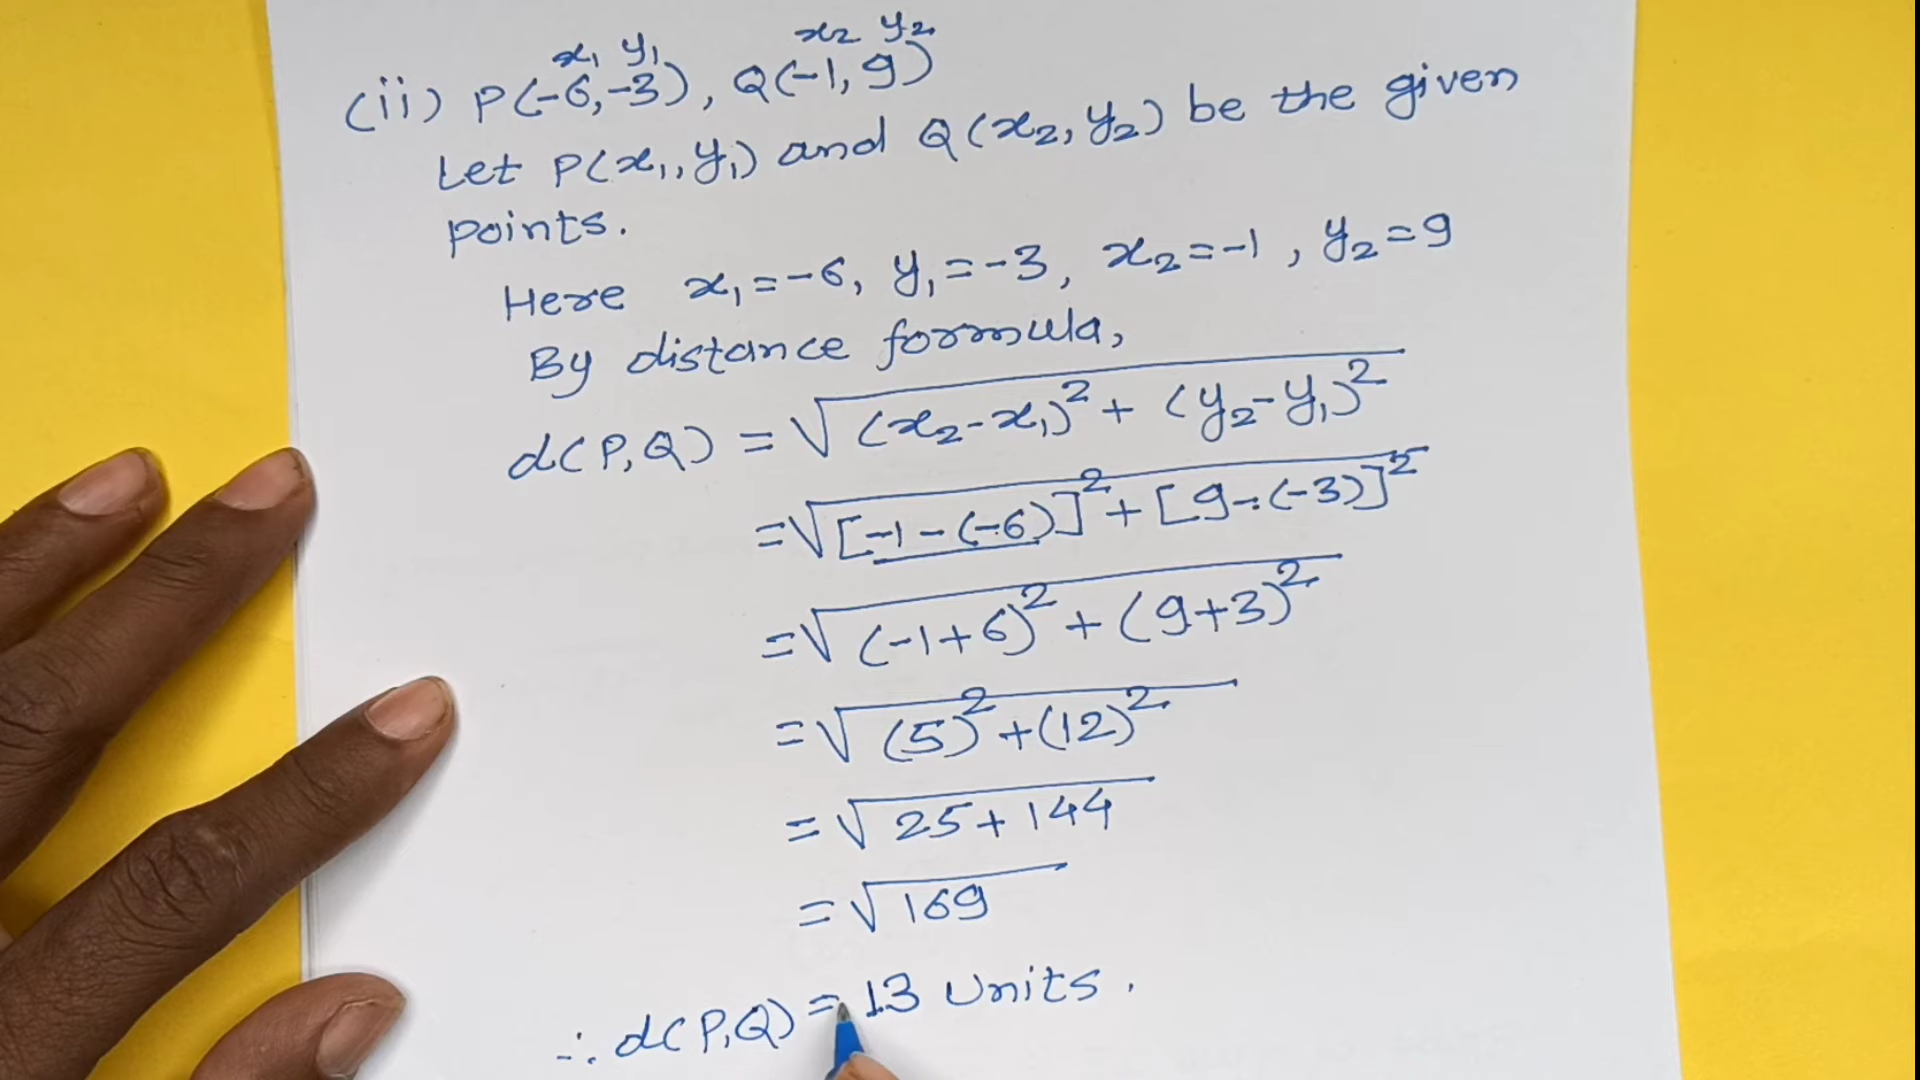 x₁ y₁ x₂ y₂
(ii) P(-6,-3), Q(-1,9)
Let P(x₁,y₁) and Q(x₂,y₂) be the given
points.
Here x₁=-6, y₁=-3, x₂=-1, y₂=9
By distance formula,
d(P,Q) = √(x₂-x₁)²+(y₂-y₁)²
=√[-1-(-6)]²+[9-(-3)]²
=√(-1+6)²+(9+3)²
=√(5)²+(12)²
=√25+144
=√169
∴ d(P,Q) = 13 Units.